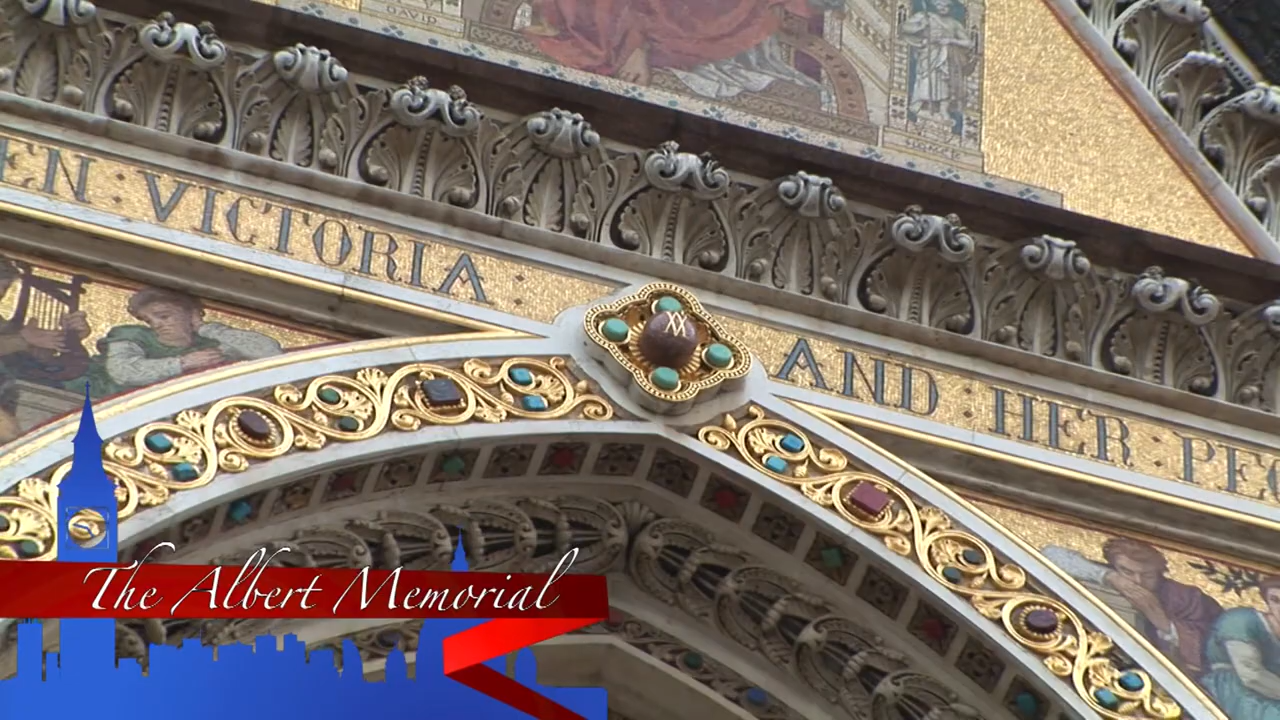 DAVID
EN · VICTORIA · AND · HER · PEO
The Albert Memorial